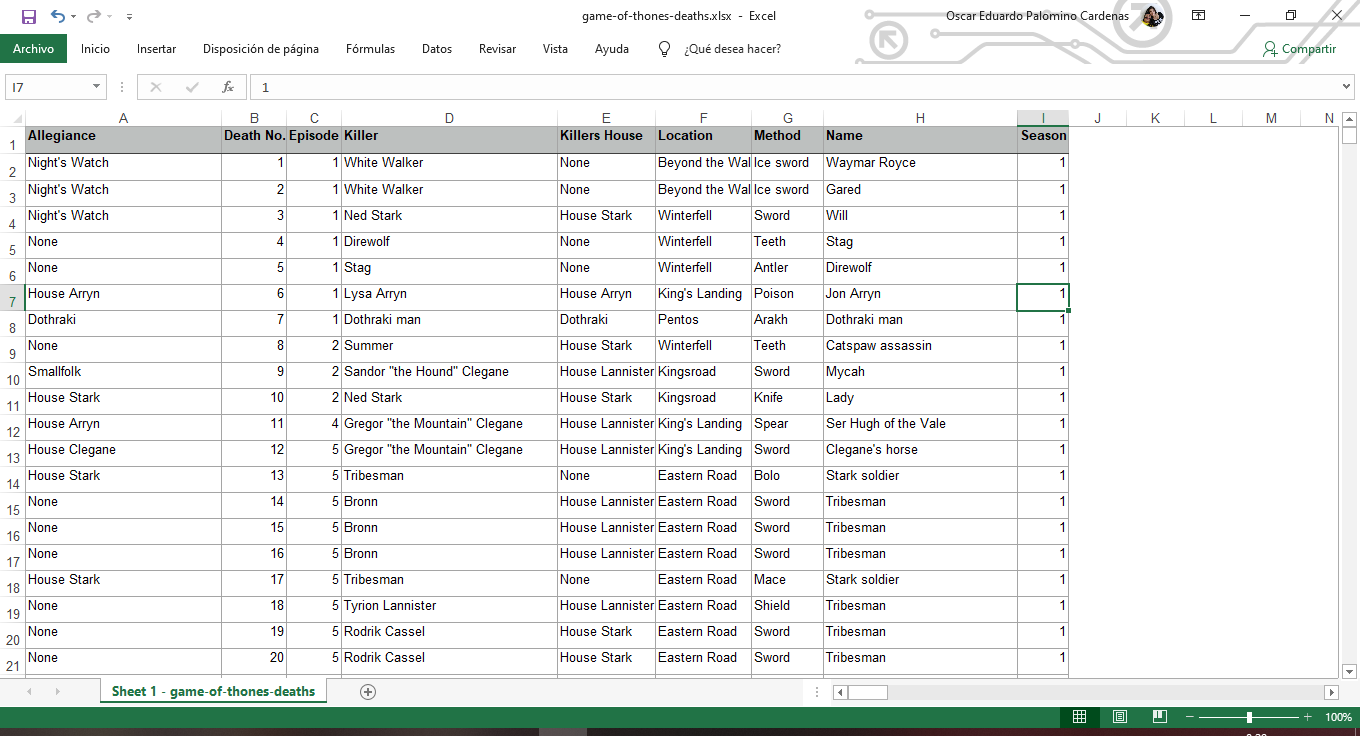 game-of-thones-deaths.xlsx - Excel Oscar Eduardo Palomino Cardenas
Archivo Inicio Insertar Disposición de página Fórmulas Datos Revisar Vista Ayuda ¿Qué desea hacer? Compartir
I7 fx 1
A B C D E F G H I J K L M N
1 Allegiance Death No. Episode Killer Killers House Location Method Name Season
2 Night's Watch 1 1 White Walker None Beyond the Wal Ice sword Waymar Royce 1
3 Night's Watch 2 1 White Walker None Beyond the Wal Ice sword Gared 1
4 Night's Watch 3 1 Ned Stark House Stark Winterfell Sword Will 1
5 None 4 1 Direwolf None Winterfell Teeth Stag 1
6 None 5 1 Stag None Winterfell Antler Direwolf 1
7 House Arryn 6 1 Lysa Arryn House Arryn King's Landing Poison Jon Arryn 1
8 Dothraki 7 1 Dothraki man Dothraki Pentos Arakh Dothraki man 1
9 None 8 2 Summer House Stark Winterfell Teeth Catspaw assassin 1
10 Smallfolk 9 2 Sandor "the Hound" Clegane House Lannister Kingsroad Sword Mycah 1
11 House Stark 10 2 Ned Stark House Stark Kingsroad Knife Lady 1
12 House Arryn 11 4 Gregor "the Mountain" Clegane House Lannister King's Landing Spear Ser Hugh of the Vale 1
13 House Clegane 12 5 Gregor "the Mountain" Clegane House Lannister King's Landing Sword Clegane's horse 1
14 House Stark 13 5 Tribesman None Eastern Road Bolo Stark soldier 1
15 None 14 5 Bronn House Lannister Eastern Road Sword Tribesman 1
16 None 15 5 Bronn House Lannister Eastern Road Sword Tribesman 1
17 None 16 5 Bronn House Lannister Eastern Road Sword Tribesman 1
18 House Stark 17 5 Tribesman None Eastern Road Mace Stark soldier 1
19 None 18 5 Tyrion Lannister House Lannister Eastern Road Shield Tribesman 1
20 None 19 5 Rodrik Cassel House Stark Eastern Road Sword Tribesman 1
21 None 20 5 Rodrik Cassel House Stark Eastern Road Sword Tribesman 1
Sheet 1 - game-of-thones-deaths
100%